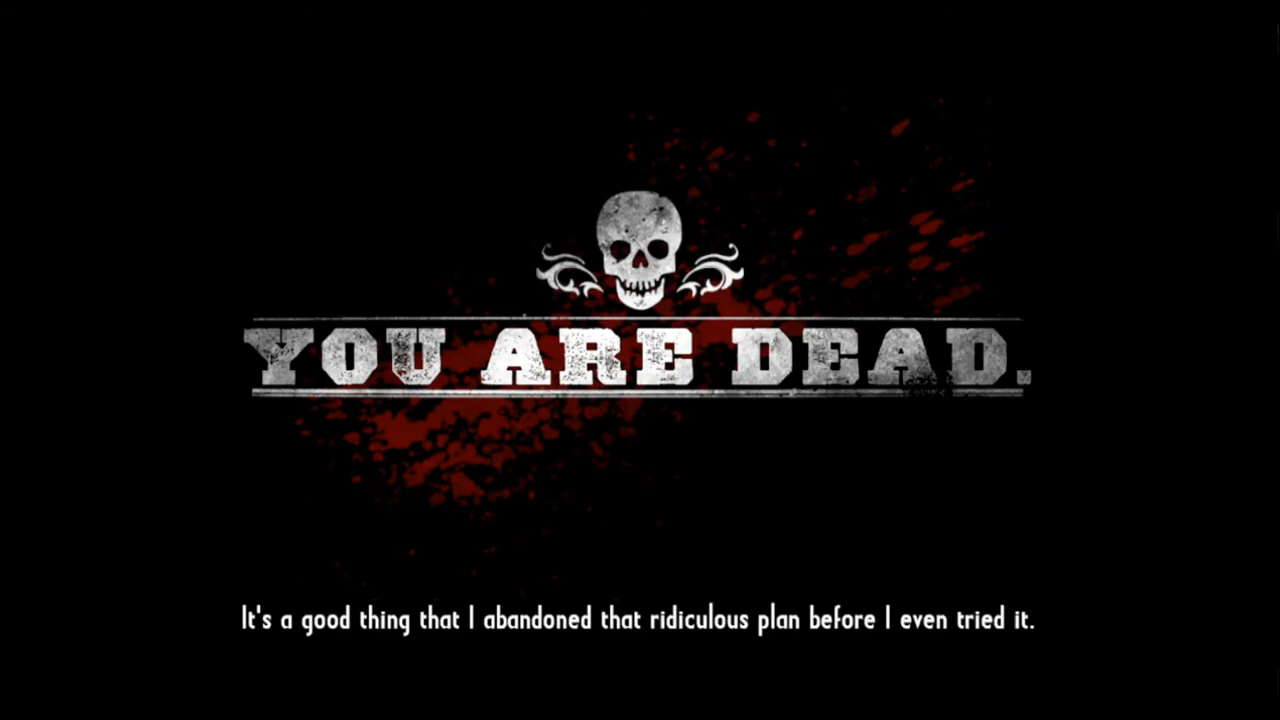 YOU ARE DEAD.
It's a good thing that I abandoned that ridiculous plan before I even tried it.